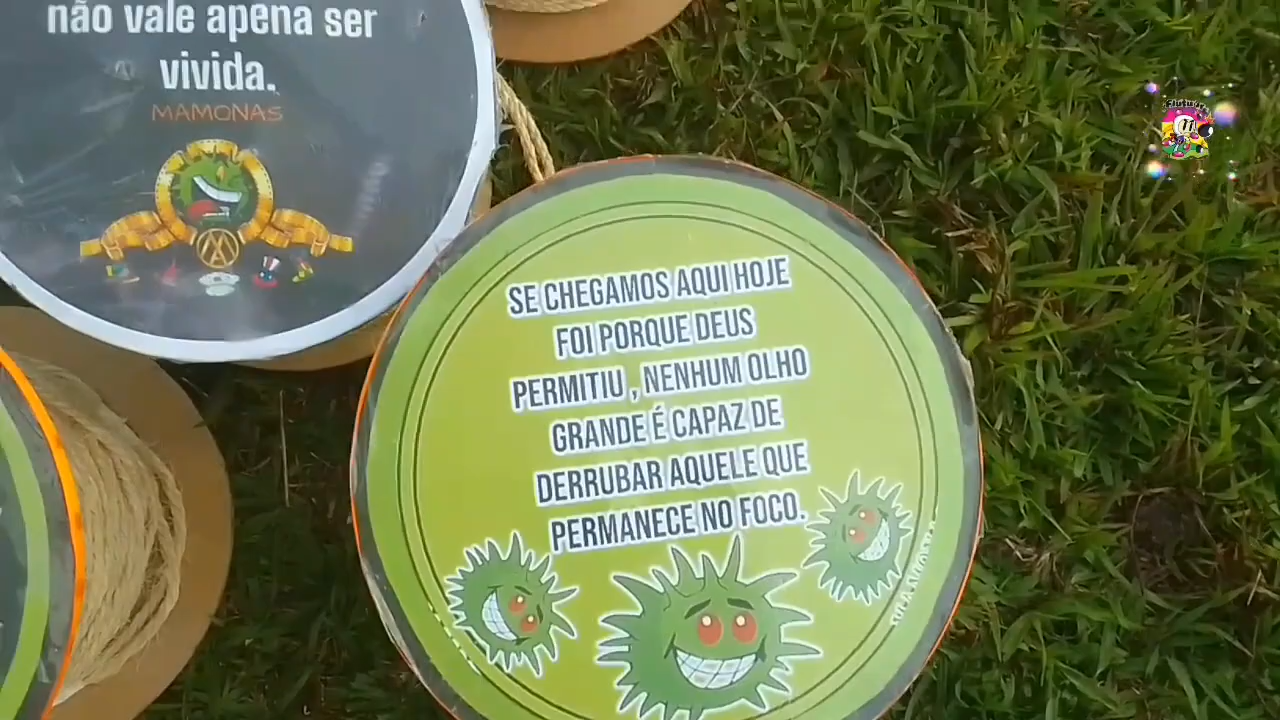 não vale apena ser
vivida.
MAMONAS
SE CHEGAMOS AQUI HOJE
FOI PORQUE DEUS
PERMITIU , NENHUM OLHO
GRANDE É CAPAZ DE
DERRUBAR AQUELE QUE
PERMANECE NO FOCO.